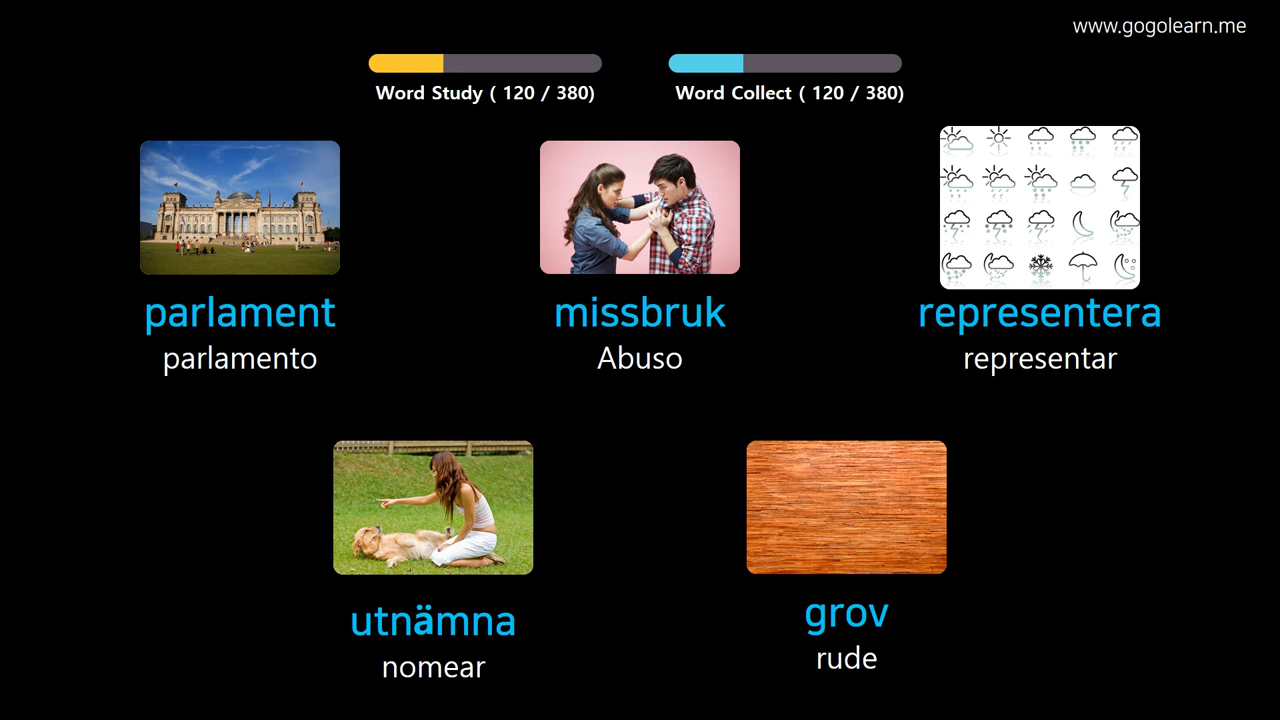 www.gogolearn.me
Word Study ( 120 / 380)
Word Collect ( 120 / 380)
parlament
parlamento
missbruk
Abuso
representera
representar
utnämna
nomear
grov
rude